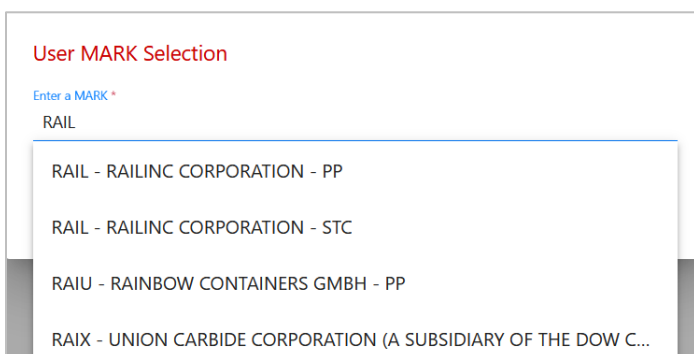 User MARK Selection
Enter a MARK *
RAIL
RAIL - RAILINC CORPORATION - PP
RAIL - RAILINC CORPORATION - STC
RAIU - RAINBOW CONTAINERS GMBH - PP
RAIX - UNION CARBIDE CORPORATION (A SUBSIDIARY OF THE DOW C...